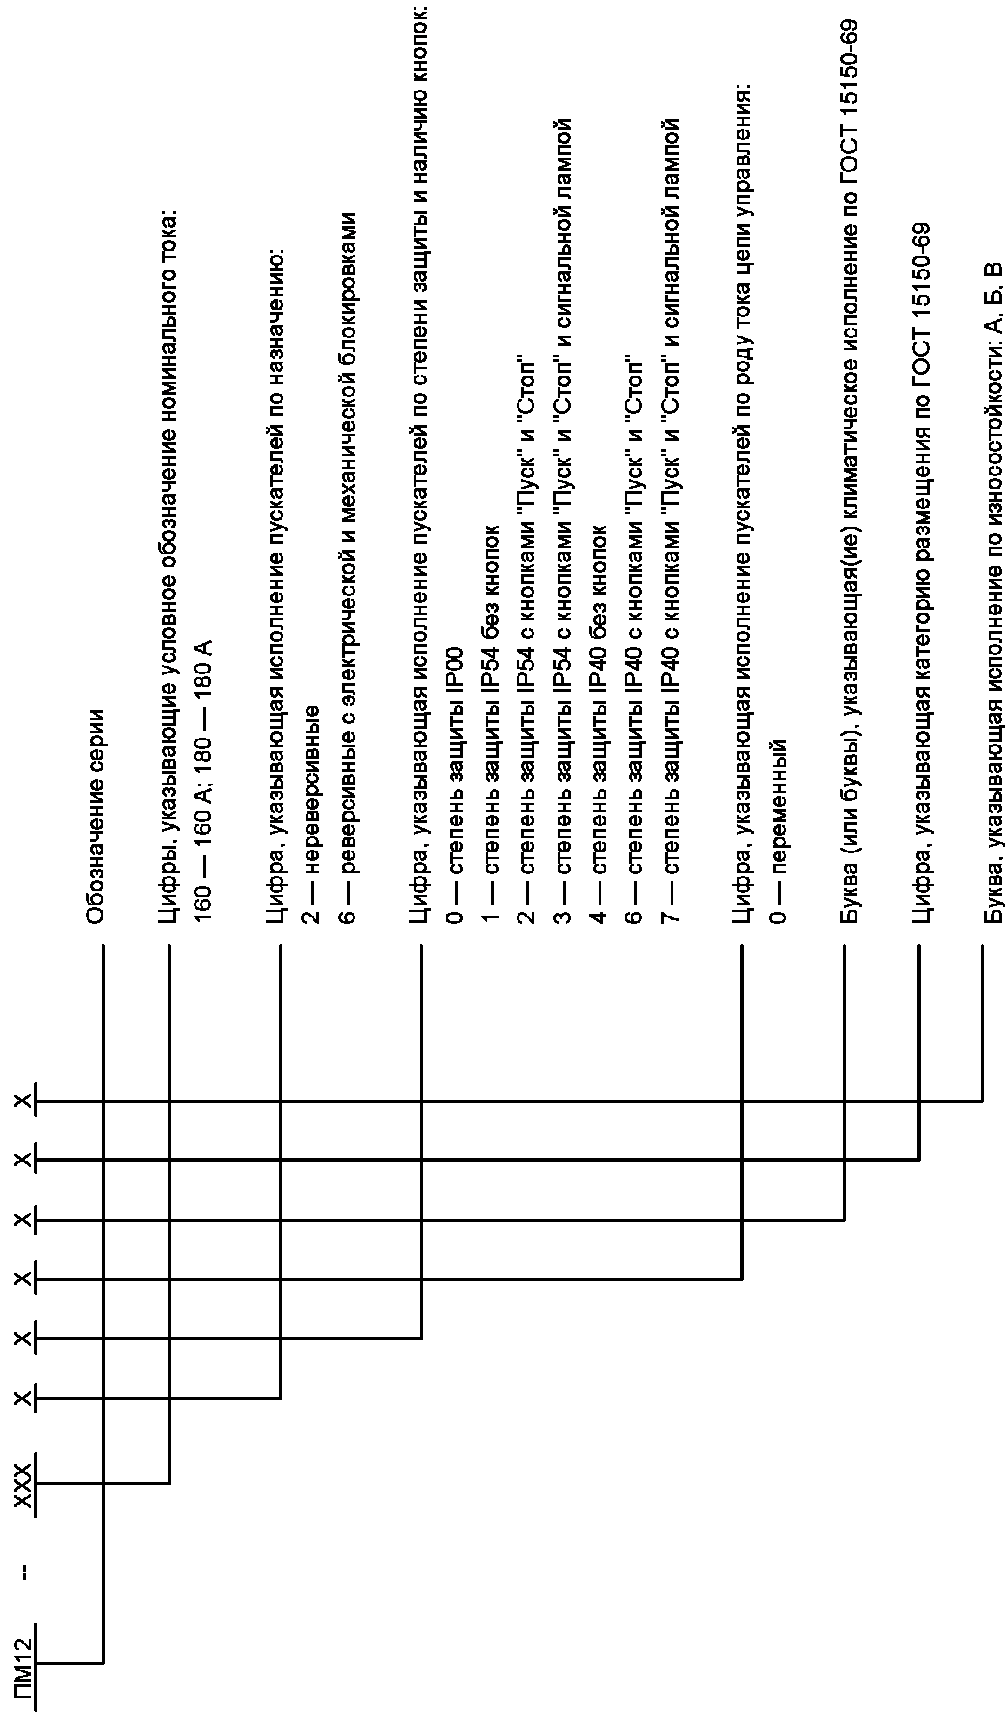 ПМ12 -- XXX X X X X X X
Обозначение серии
Цифры, указывающие условное обозначение номинального тока:
160 — 160 А; 180 — 180 А
Цифра, указывающая исполнение пускателей по назначению:
2 — нереверсивные
6 — реверсивные с электрической и механической блокировками
Цифра, указывающая исполнение пускателей по степени защиты и наличию кнопок:
0 — степень защиты IP00
1 — степень защиты IP54 без кнопок
2 — степень защиты IP54 с кнопками "Пуск" и "Стоп"
3 — степень защиты IP54 с кнопками "Пуск" и "Стоп" и сигнальной лампой
4 — степень защиты IP40 без кнопок
6 — степень защиты IP40 с кнопками "Пуск" и "Стоп"
7 — степень защиты IP40 с кнопками "Пуск" и "Стоп" и сигнальной лампой
Цифра, указывающая исполнение пускателей по роду тока цепи управления:
0 — переменный
Буква (или буквы), указывающая(ие) климатическое исполнение по ГОСТ 15150-69
Цифра, указывающая категорию размещения по ГОСТ 15150-69
Буква, указывающая исполнение по износостойкости: А, Б, В